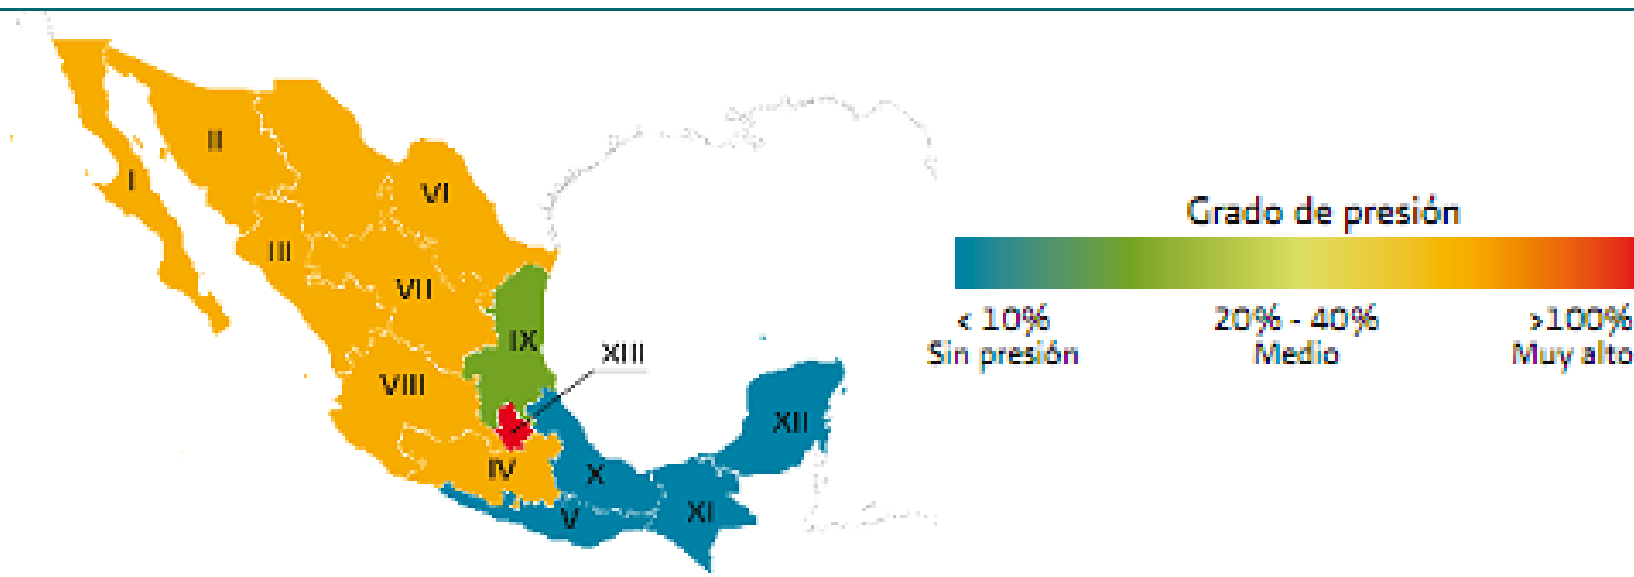 II
I
VI
III
VII
IX
XIII
VIII
XII
IV
X
V
XI
Grado de presión
< 10%
Sin presión
20% - 40%
Medio
>100%
Muy alto